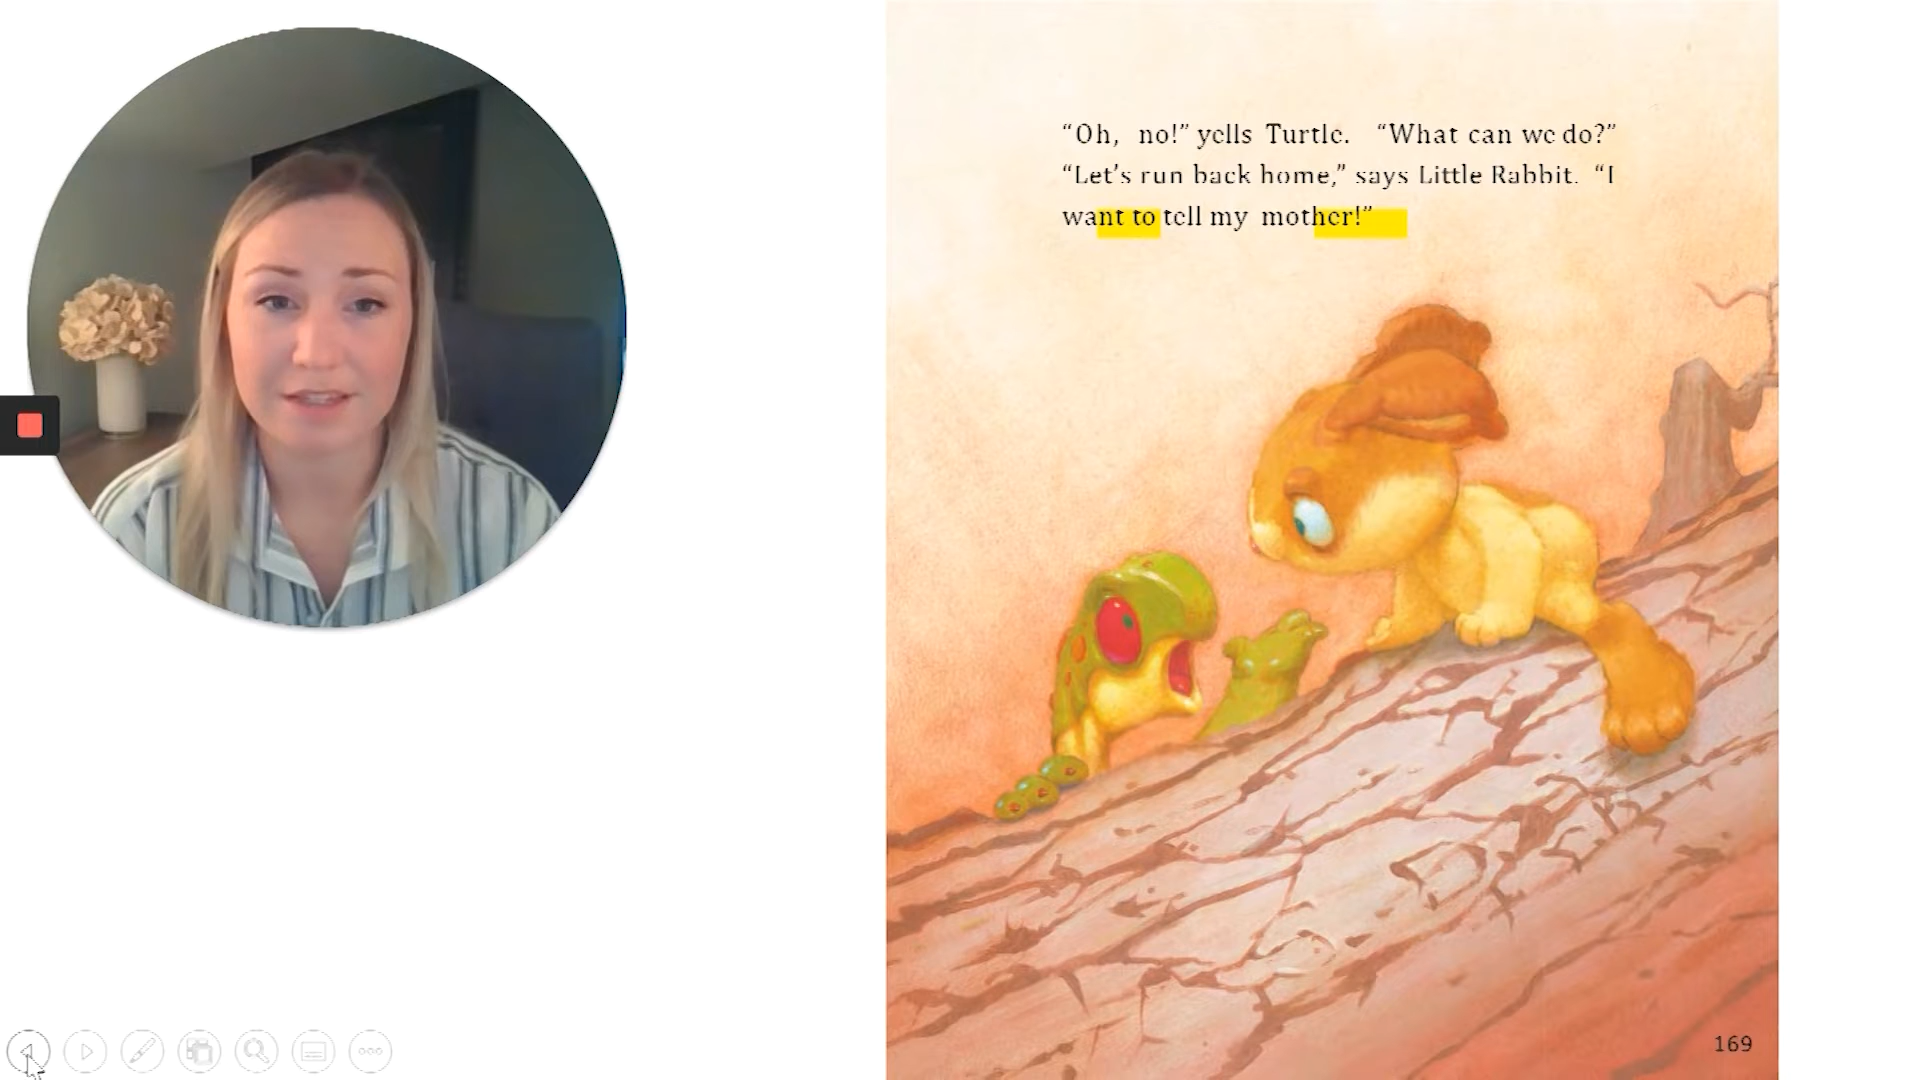 “Oh, no!” yells Turtle. “What can we do?”
“Let’s run back home,” says Little Rabbit. “I
want to tell my mother!”
169